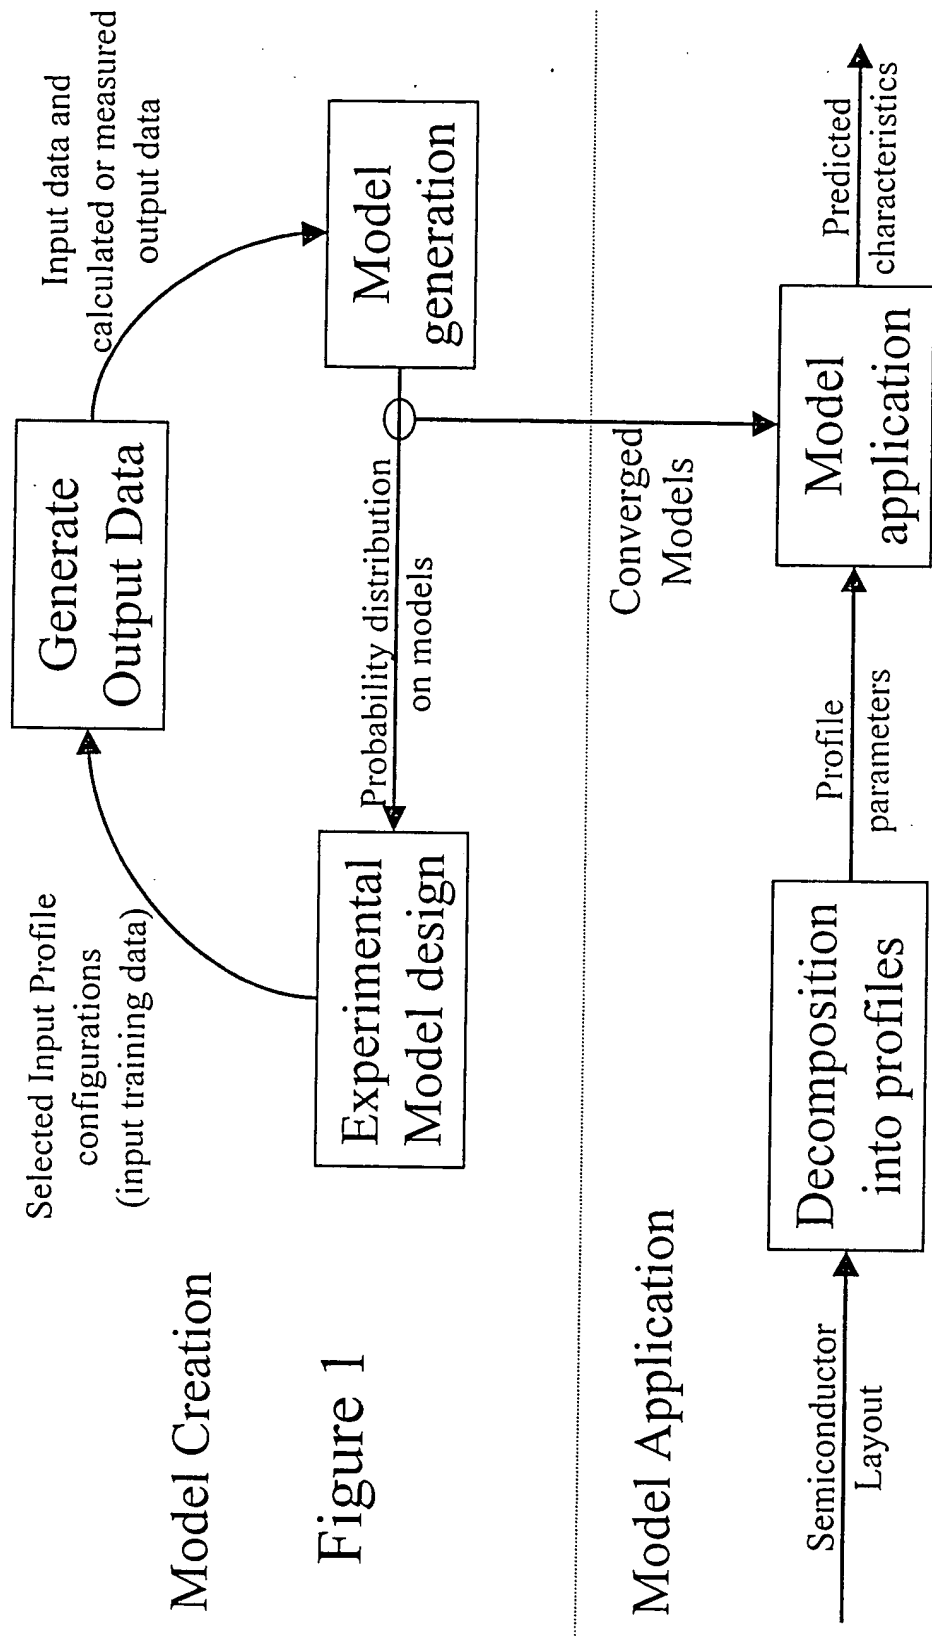 Model Creation
Figure 1
Selected Input Profile
configurations
(input training data)
Generate
Output Data
Input data and
calculated or measured
output data
Experimental
Model design
Probability distribution
on models
Model
generation
Converged
Models
Model Application
Semiconductor
Layout
Decomposition
into profiles
Profile
parameters
Model
application
Predicted
characteristics